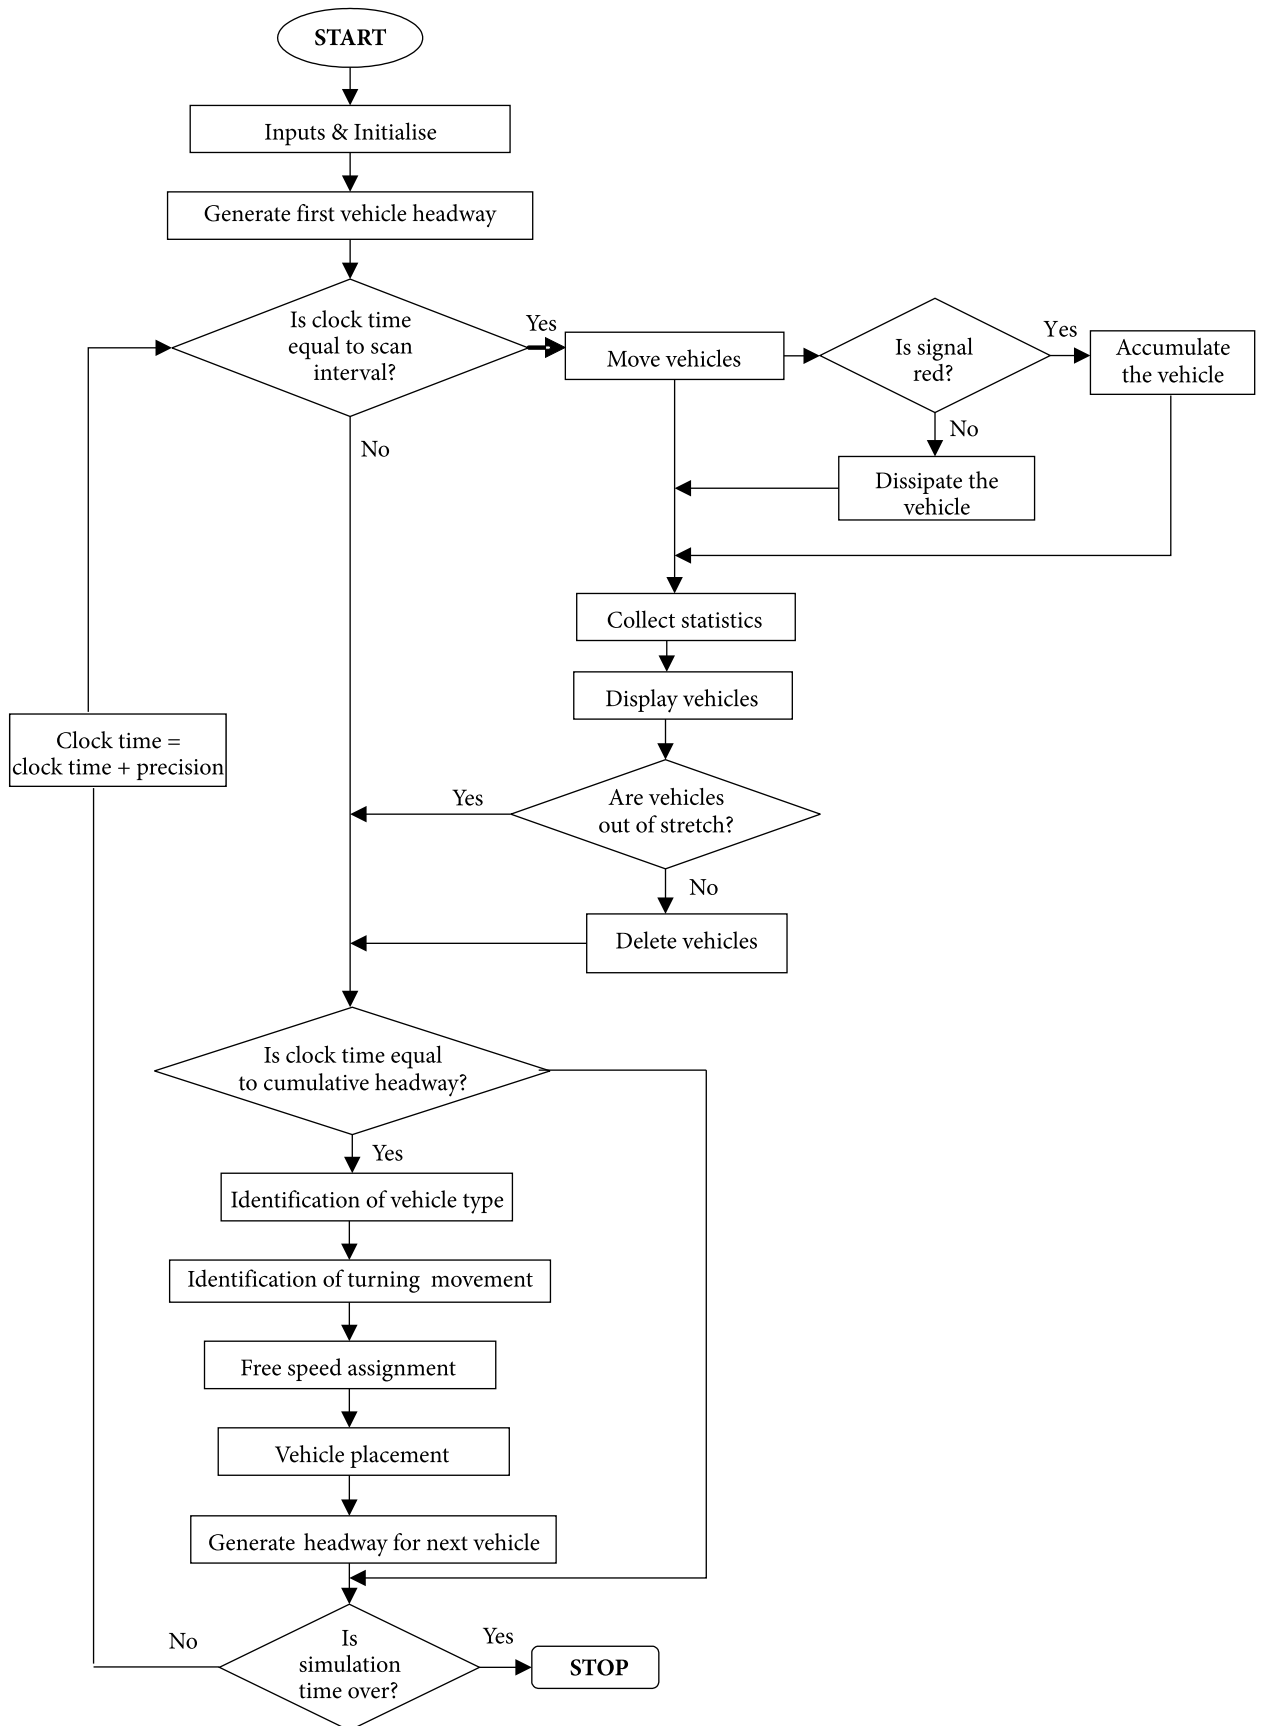 START
Inputs & Initialise
Generate first vehicle headway
Is clock time
equal to scan
interval?
Yes
Move vehicles
Is signal
red?
Yes
Accumulate
the vehicle
No
No
Dissipate the
vehicle
Collect statistics
Display vehicles
Clock time =
clock time + precision
Yes
Are vehicles
out of stretch?
No
Delete vehicles
Is clock time equal
to cumulative headway?
Yes
Identification of vehicle type
Identification of turning movement
Free speed assignment
Vehicle placement
Generate headway for next vehicle
No
Is
simulation
time over?
Yes
STOP